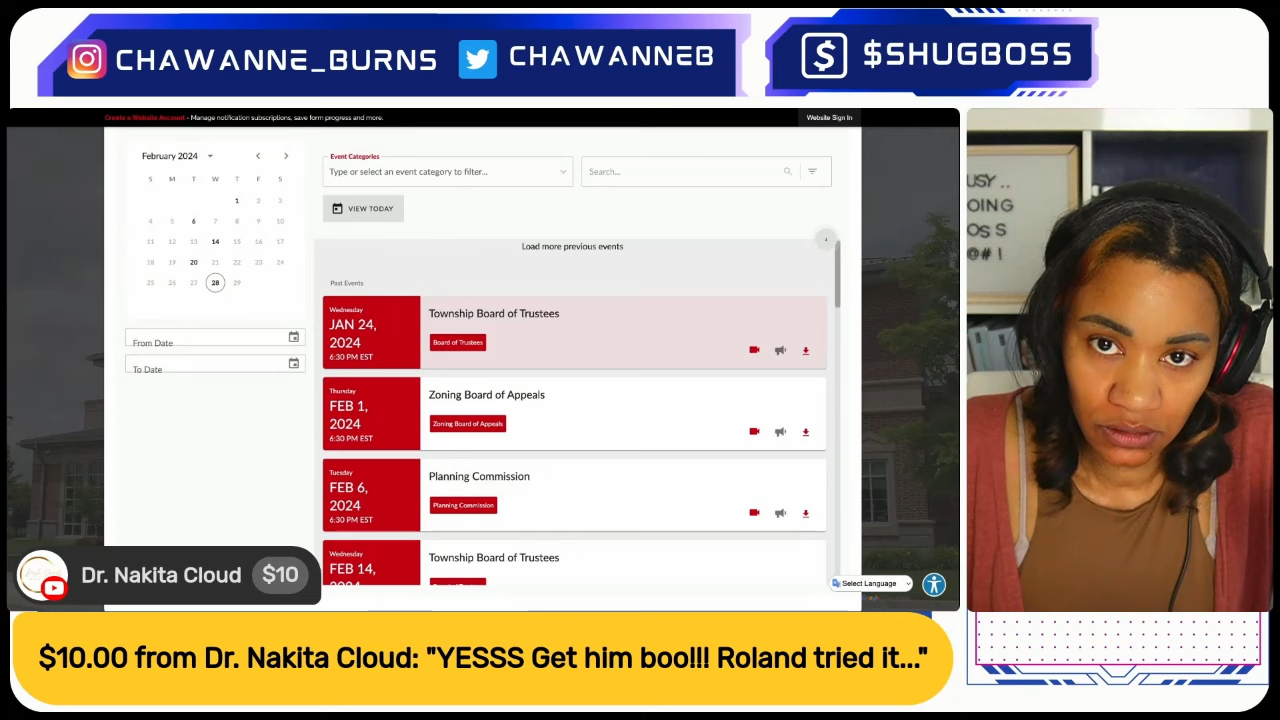 CHAWANNE_BURNS
CHAWANNEB
$SHUGBOSS
Create a Website Account - Manage notification subscriptions, save form progress and more.
Website Sign In
February 2024
S M T W T F S
1 2 3
4 5 6 7 8 9 10
11 12 13 14 15 16 17
18 19 20 21 22 23 24
25 26 27 28 29
From Date
To Date
Event Categories
Type or select an event category to filter...
Search...
VIEW TODAY
Load more previous events
Past Events
Wednesday
JAN 24,
2024
6:30 PM EST
Township Board of Trustees
Board of Trustees
Thursday
FEB 1,
2024
6:30 PM EST
Zoning Board of Appeals
Zoning Board of Appeals
Tuesday
FEB 6,
2024
6:30 PM EST
Planning Commission
Planning Commission
Wednesday
FEB 14,
2024
Township Board of Trustees
Select Language
USY ..
OING
OSS
@#!
Dr. Nakita Cloud $10
$10.00 from Dr. Nakita Cloud: "YESSS Get him boo!!! Roland tried it..."